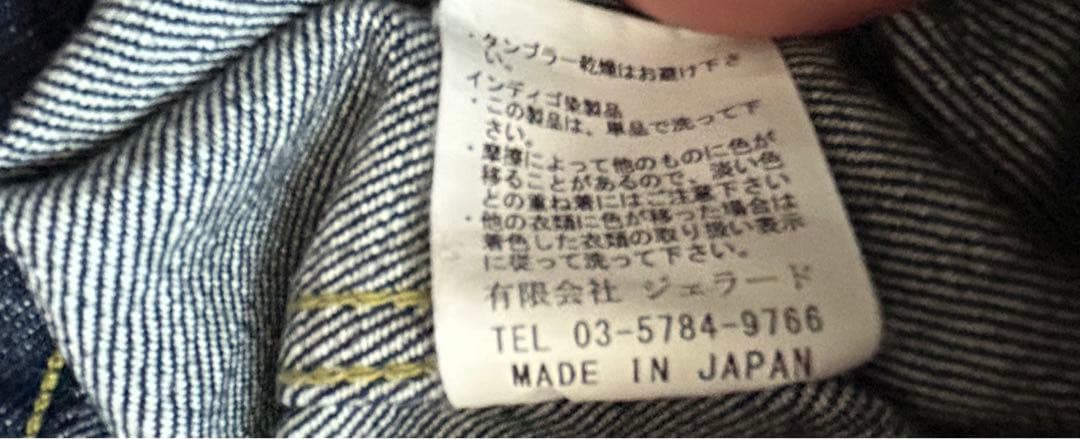 ・タンブラー乾燥はお避け下さ
い。
インディゴ染製品
・この製品は、単品で洗って下
さい。
・摩擦によって他のものに色が
移ることがあるので、淡い色
との重ね着にはご注意下さい
・他の衣類に色が移った場合は
着色した衣類の取り扱い表示
に従って洗って下さい。
有限会社 ジェラード
TEL 03-5784-9766
MADE IN JAPAN